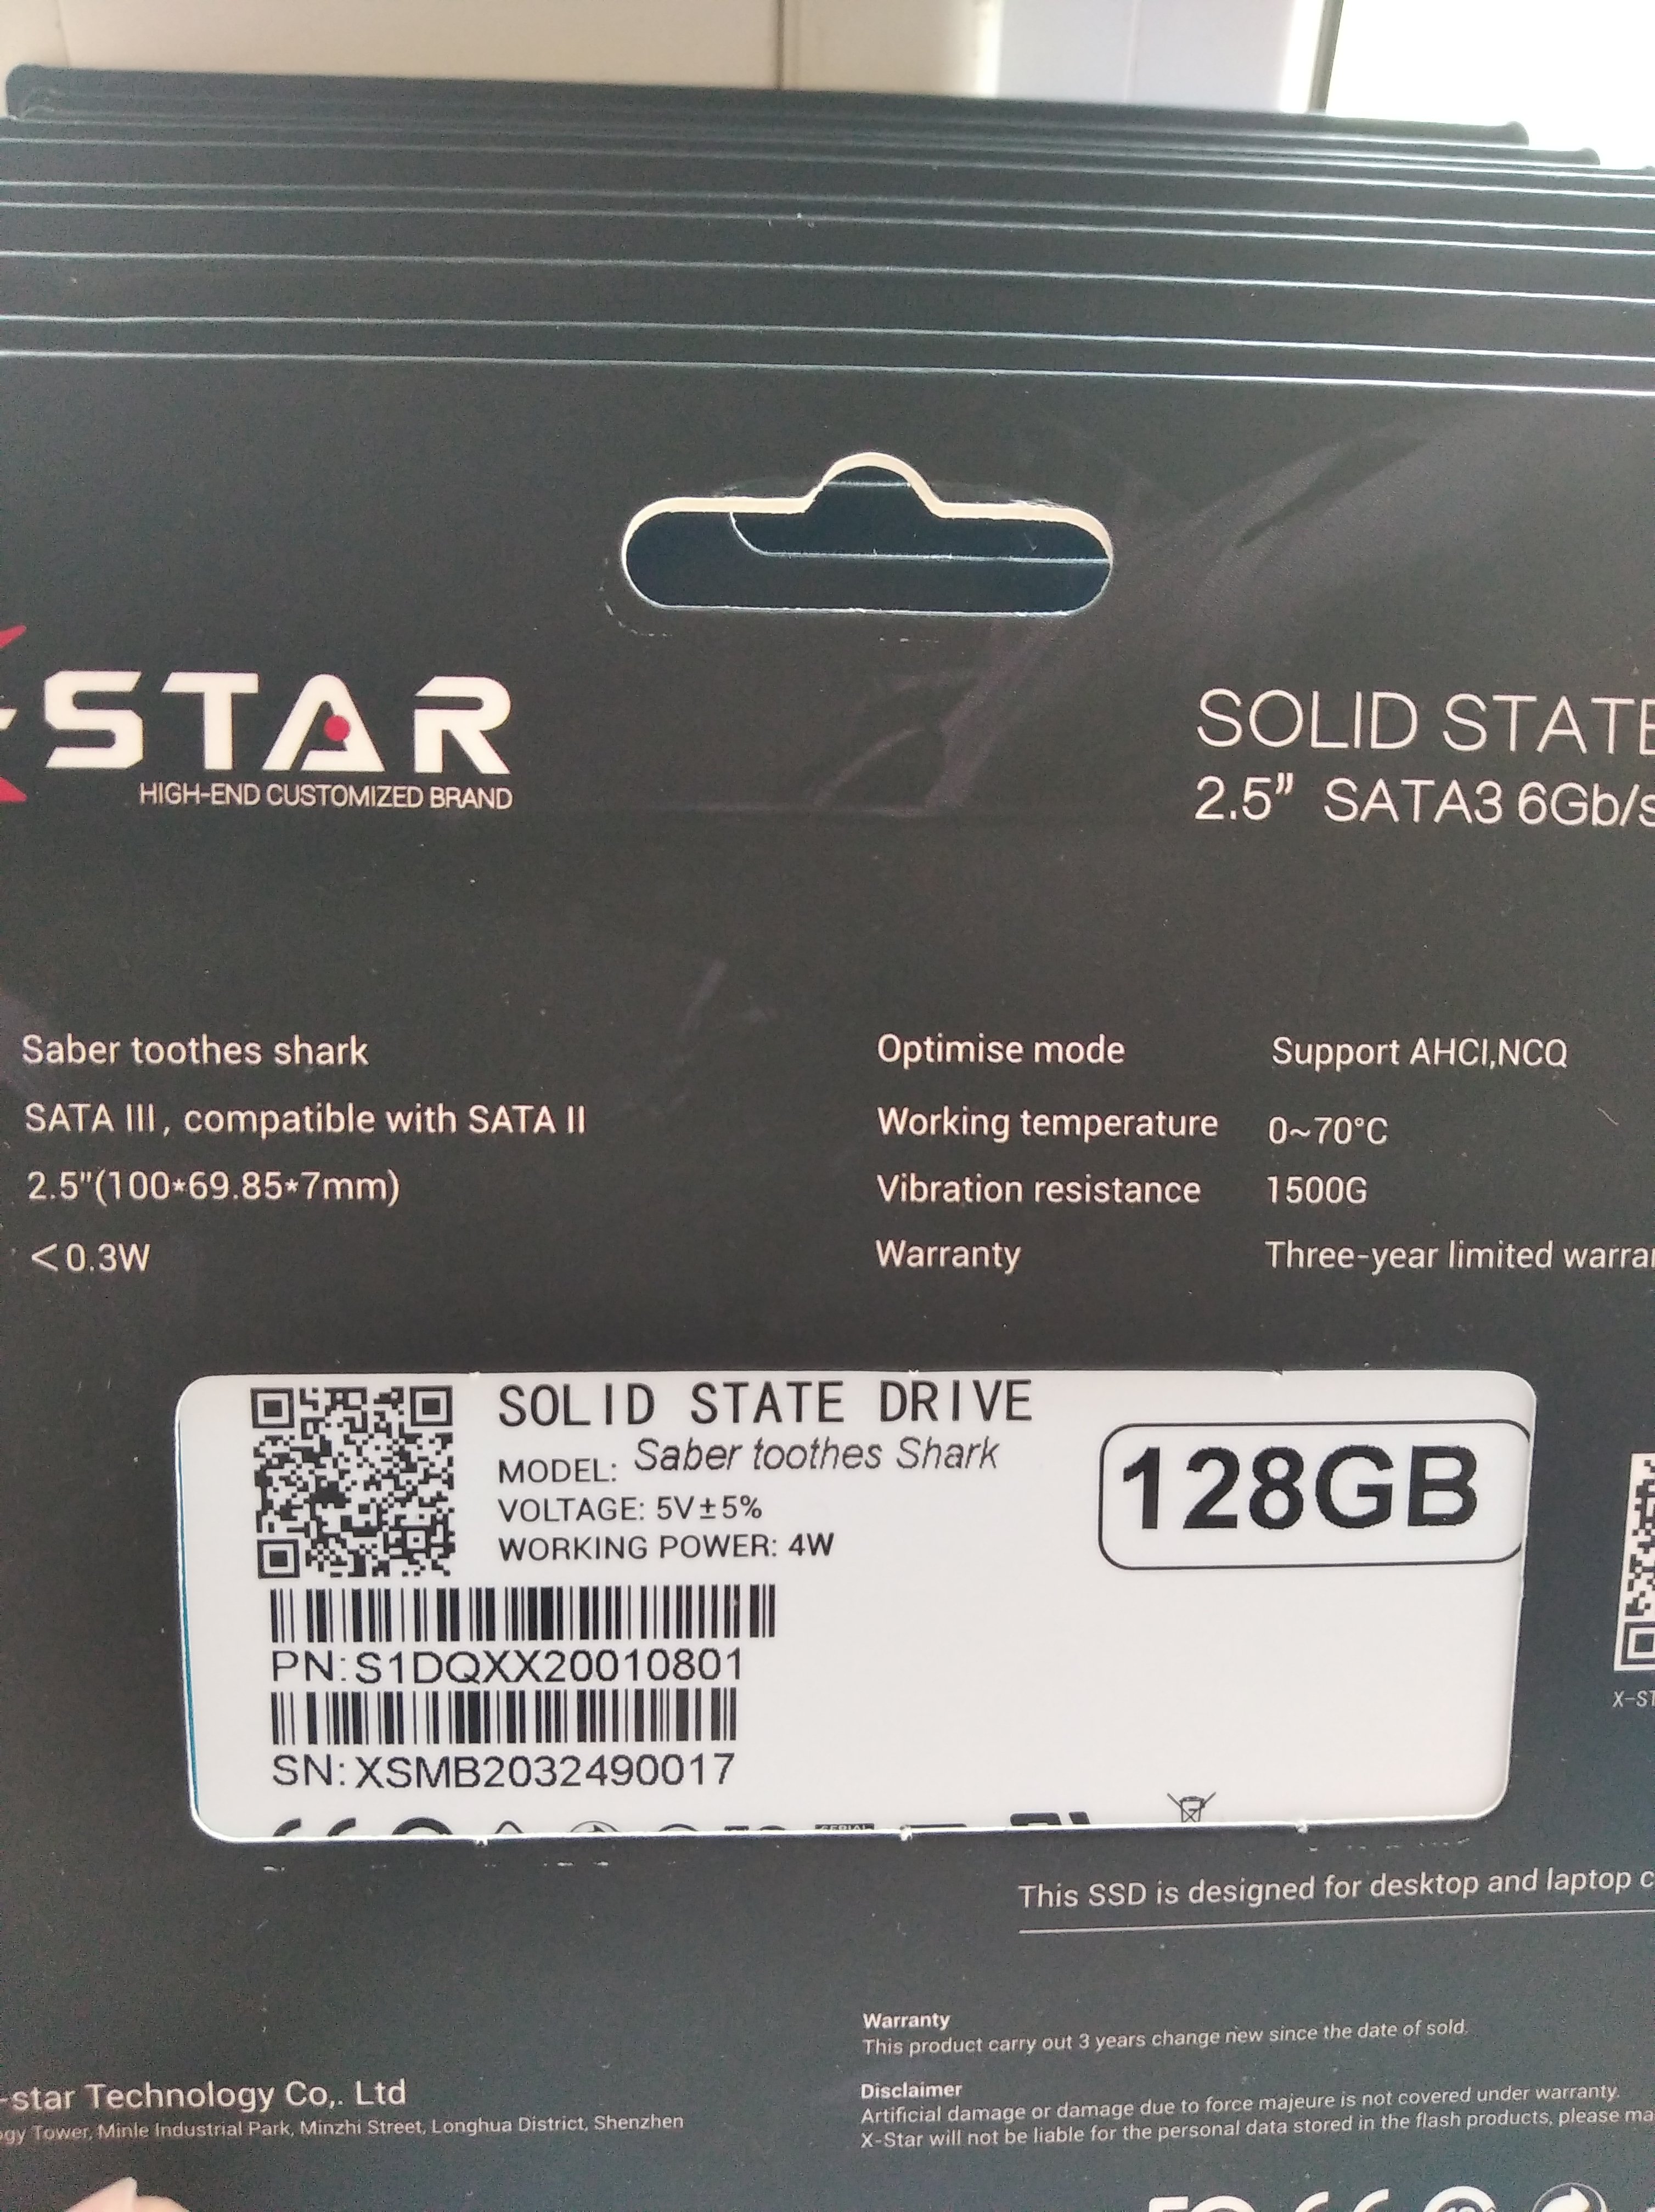 STAR
HIGH-END CUSTOMIZED BRAND
SOLID STATE
2.5” SATA3 6Gb/s
Saber toothes shark
SATA III, compatible with SATA II
2.5"(100*69.85*7mm)
<0.3W
Optimise mode Support AHCI,NCQ
Working temperature 0~70°C
Vibration resistance 1500G
Warranty Three-year limited
SOLID STATE DRIVE
MODEL: Saber toothes Shark
VOLTAGE: 5V±5%
WORKING POWER: 4W
128GB
PN:S1DQXX20010801
SN:XSMB2032490017
This SSD is designed for desktop and laptop
Warranty
This product carry out 3 years change new since the date of sold.
Disclaimer
Artificial damage or damage due to force majeure is not covered under warranty.
X-Star will not be liable for the personal data stored in the flash products, please
-star Technology Co,. Ltd
Tower, Minle Industrial Park, Minzhi Street, Longhua District, Shenzhen